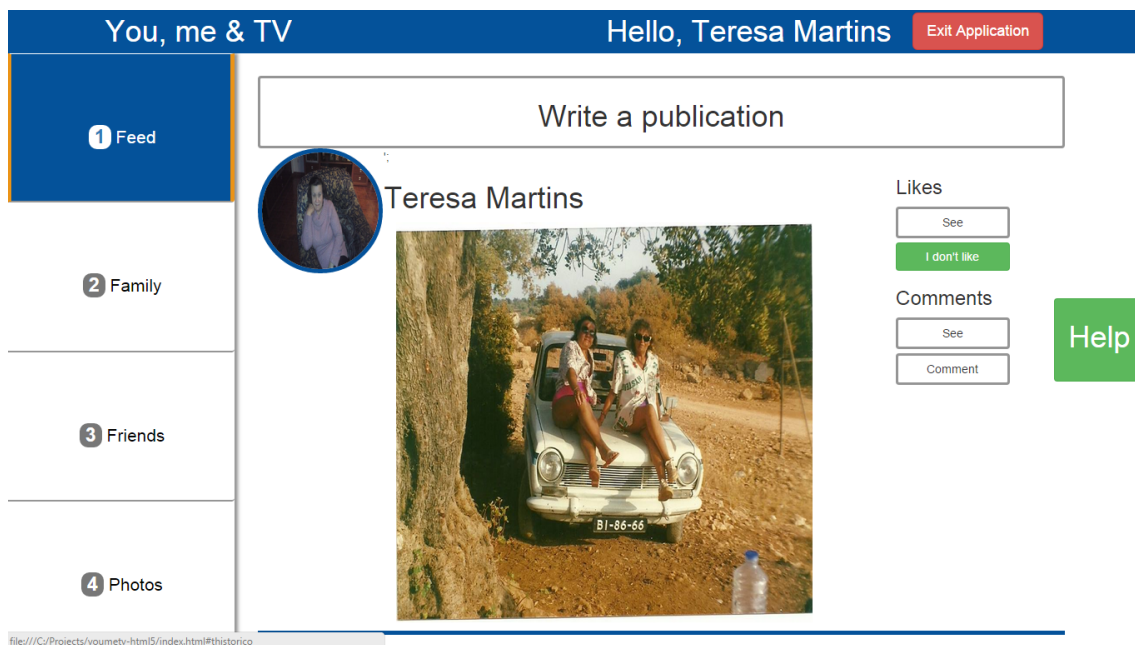 You, me & TV
Hello, Teresa Martins
Exit Application
1 Feed
2 Family
3 Friends
4 Photos
Write a publication
';
Teresa Martins
Likes
See
I don't like
Comments
See
Comment
Help
BI-86-66
file:///C:/Projects/youmetv-html5/index.html#thistorico